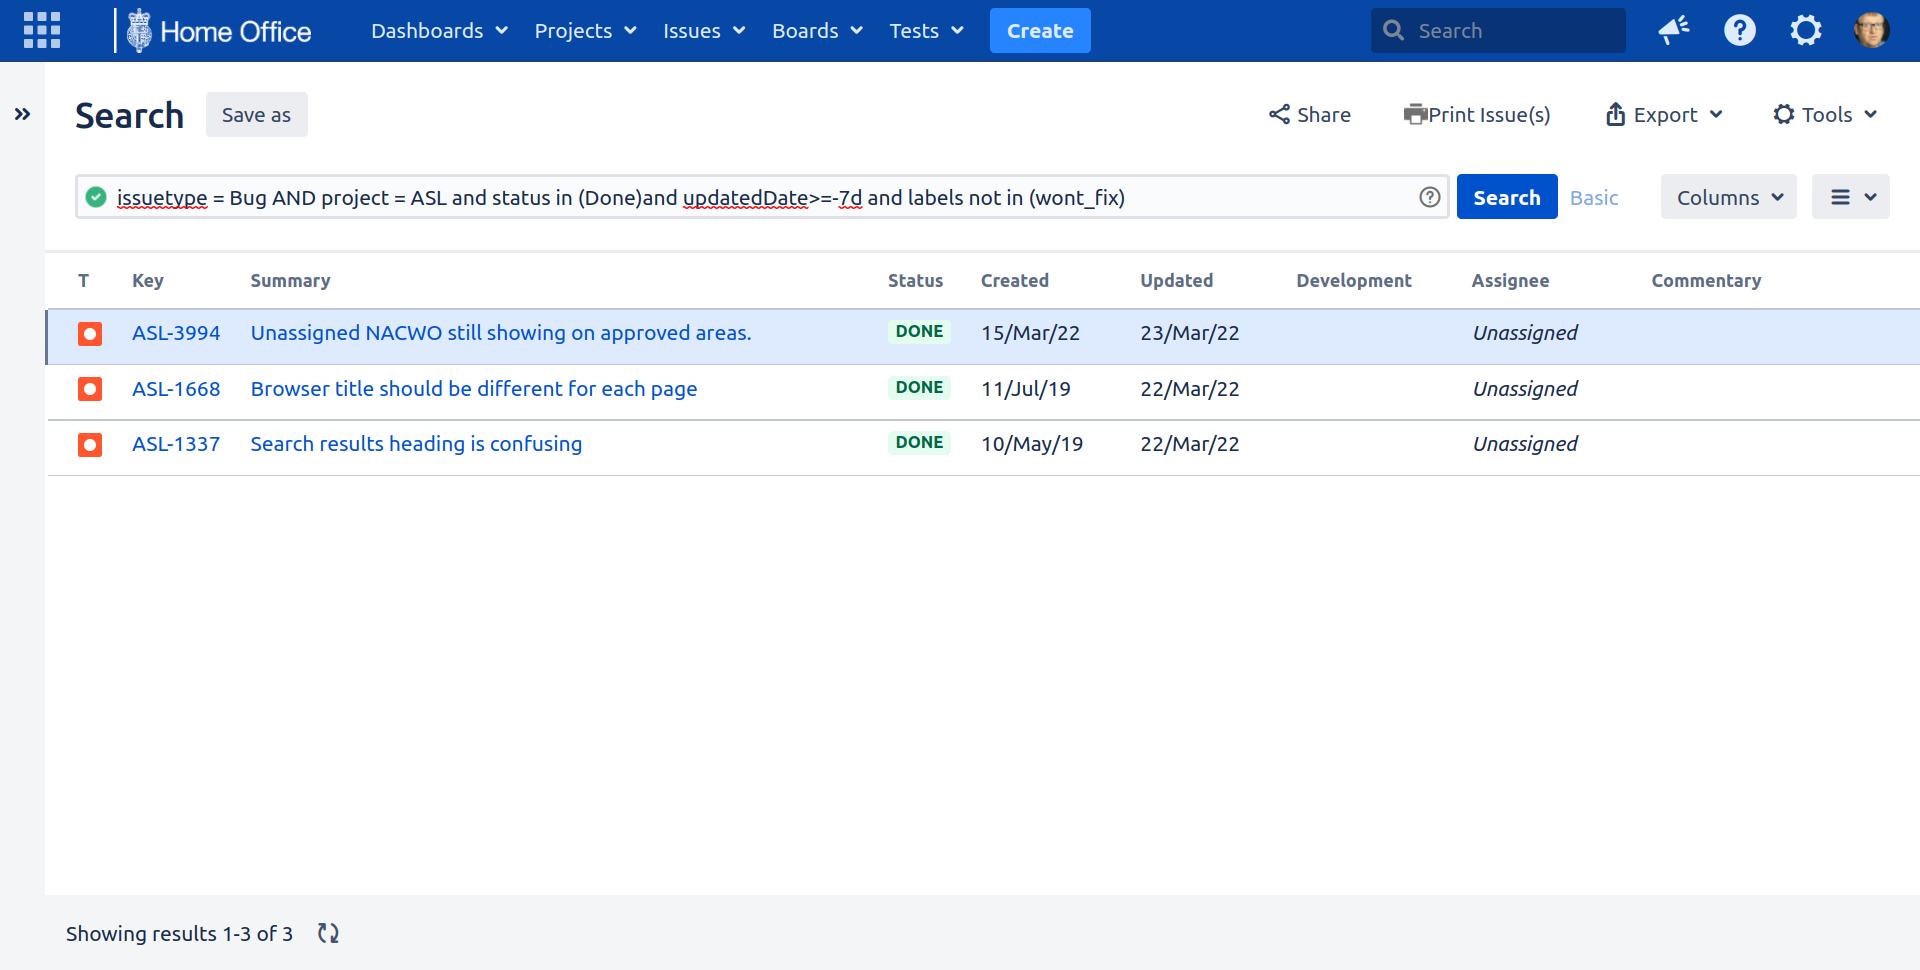 Home Office Dashboards Projects Issues Boards Tests Create Search
Search Save as Share Print Issue(s) Export Tools
issuetype = Bug AND project = ASL and status in (Done)and updatedDate>=-7d and labels not in (wont_fix) Search Basic Columns
T Key Summary Status Created Updated Development Assignee Commentary
ASL-3994 Unassigned NACWO still showing on approved areas. DONE 15/Mar/22 23/Mar/22 Unassigned
ASL-1668 Browser title should be different for each page DONE 11/Jul/19 22/Mar/22 Unassigned
ASL-1337 Search results heading is confusing DONE 10/May/19 22/Mar/22 Unassigned
Showing results 1-3 of 3